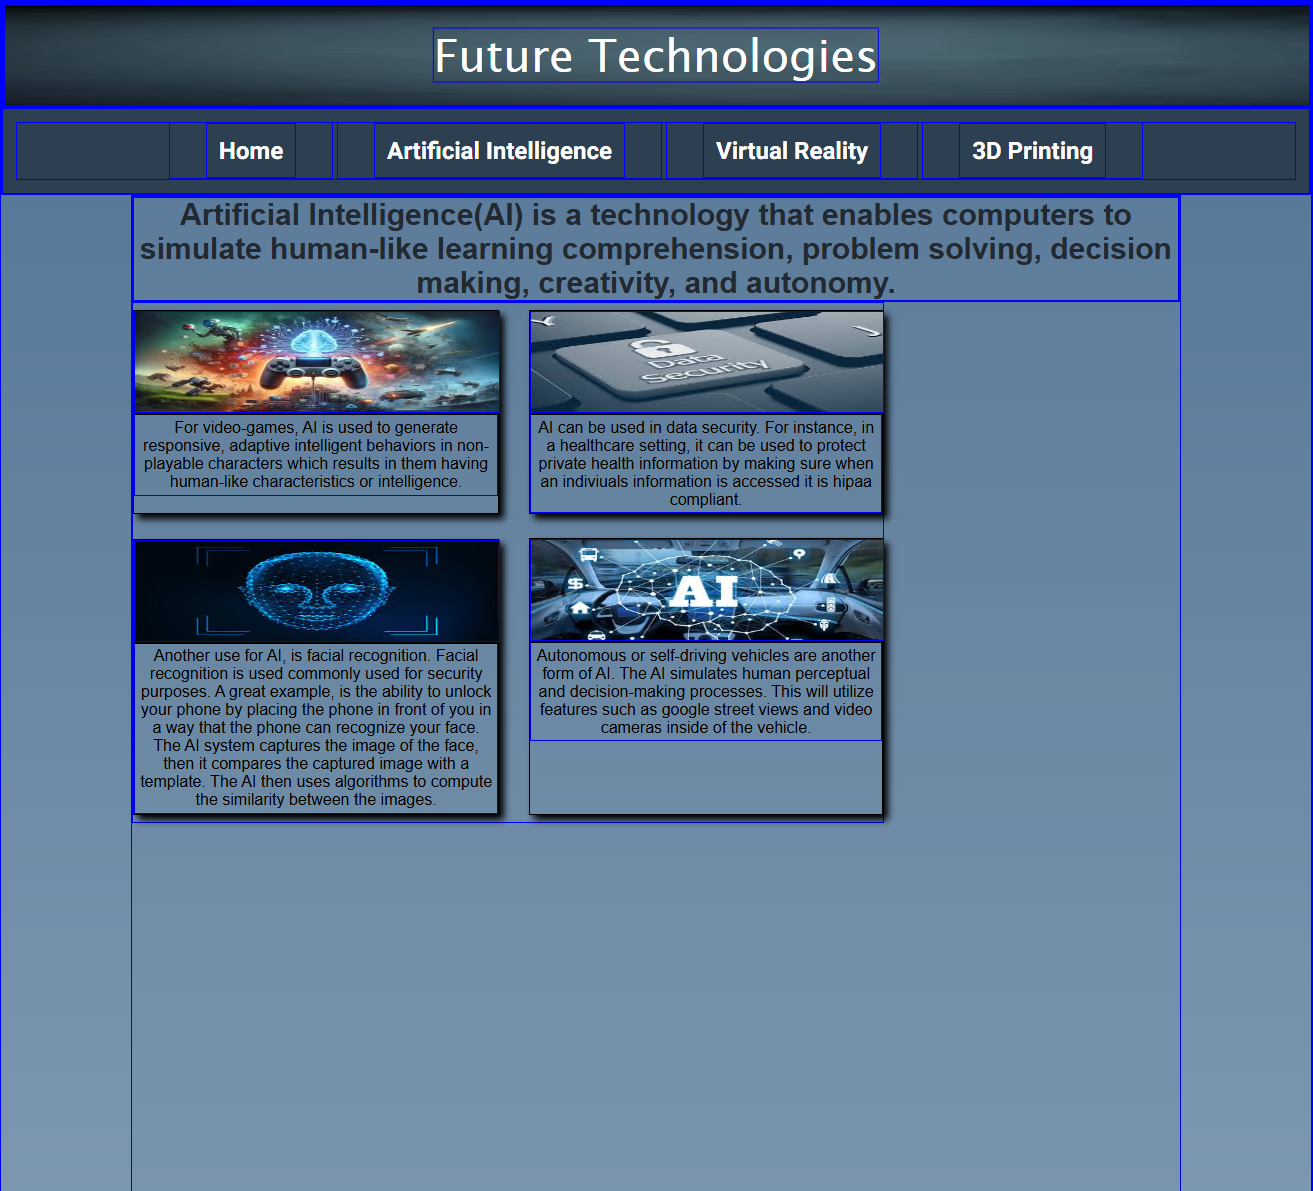 Future Technologies
Home
Artificial Intelligence
Virtual Reality
3D Printing
Artificial Intelligence(AI) is a technology that enables computers to
simulate human-like learning comprehension, problem solving, decision
making, creativity, and autonomy.
Data
Security
For video-games, AI is used to generate
responsive, adaptive intelligent behaviors in non-
playable characters which results in them having
human-like characteristics or intelligence.
AI can be used in data security. For instance, in
a healthcare setting, it can be used to protect
private health information by making sure when
an indiviuals information is accessed it is hipaa
compliant.
AI
Another use for AI, is facial recognition. Facial
recognition is used commonly used for security
purposes. A great example, is the ability to unlock
your phone by placing the phone in front of you in
a way that the phone can recognize your face.
The AI system captures the image of the face,
then it compares the captured image with a
template. The AI then uses algorithms to compute
the similarity between the images.
Autonomous or self-driving vehicles are another
form of AI. The AI simulates human perceptual
and decision-making processes. This will utilize
features such as google street views and video
cameras inside of the vehicle.